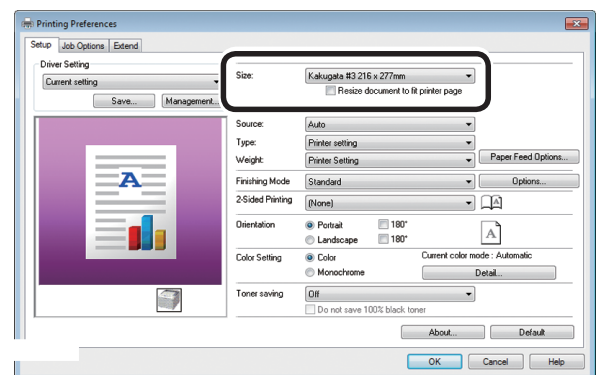 Printing Preferences
Setup Job Options Extend
Driver Setting
Current setting
Save... Management...
Size: Kakugata #3 216 x 277mm
Resize document to fit printer page
Source: Auto
Type: Printer setting
Weight: Printer Setting Paper Feed Options...
Finishing Mode Standard Options...
2-Sided Printing (None) A
Orientation Portrait 180°
Landscape 180° A
Color Setting Color Current color mode : Automatic
Monochrome Detail...
Toner saving Off
Do not save 100% black toner
A
About... Default
OK Cancel Help